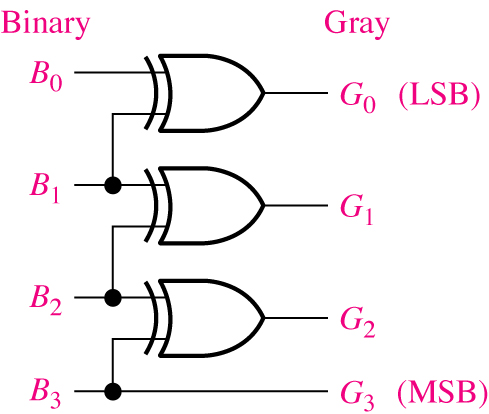 Binary Gray
B₀ G₀ (LSB)
B₁ G₁
B₂ G₂
B₃ G₃ (MSB)